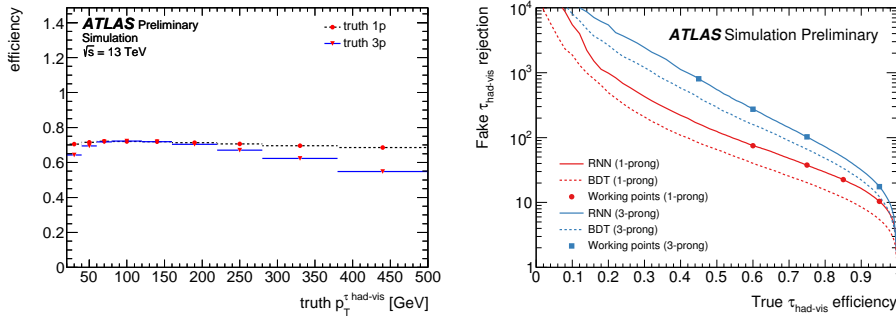 ATLAS Preliminary
Simulation
√s = 13 TeV
truth 1p
truth 3p
efficiency
1.4
1.2
1
0.8
0.6
0.4
0.2
0
50 100 150 200 250 300 350 400 450 500
truth p_T^{τ had-vis} [GeV]
ATLAS Simulation Preliminary
Fake τ_{had-vis} rejection
10^4
10^3
10^2
10
1
RNN (1-prong)
BDT (1-prong)
Working points (1-prong)
RNN (3-prong)
BDT (3-prong)
Working points (3-prong)
0 0.1 0.2 0.3 0.4 0.5 0.6 0.7 0.8 0.9
True τ_{had-vis} efficiency